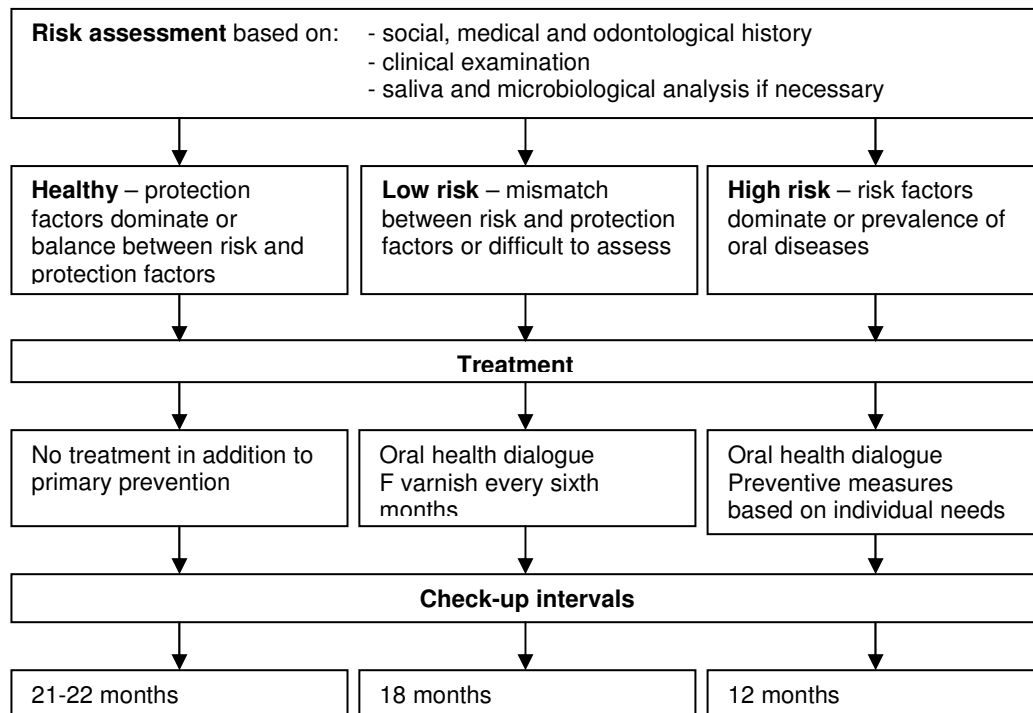 Risk assessment based on: - social, medical and odontological history
- clinical examination
- saliva and microbiological analysis if necessary
Healthy – protection
factors dominate or
balance between risk and
protection factors
Low risk – mismatch
between risk and protection
factors or difficult to assess
High risk – risk factors
dominate or prevalence of
oral diseases
Treatment
No treatment in addition to
primary prevention
Oral health dialogue
F varnish every sixth
months
Oral health dialogue
Preventive measures
based on individual needs
Check-up intervals
21-22 months
18 months
12 months